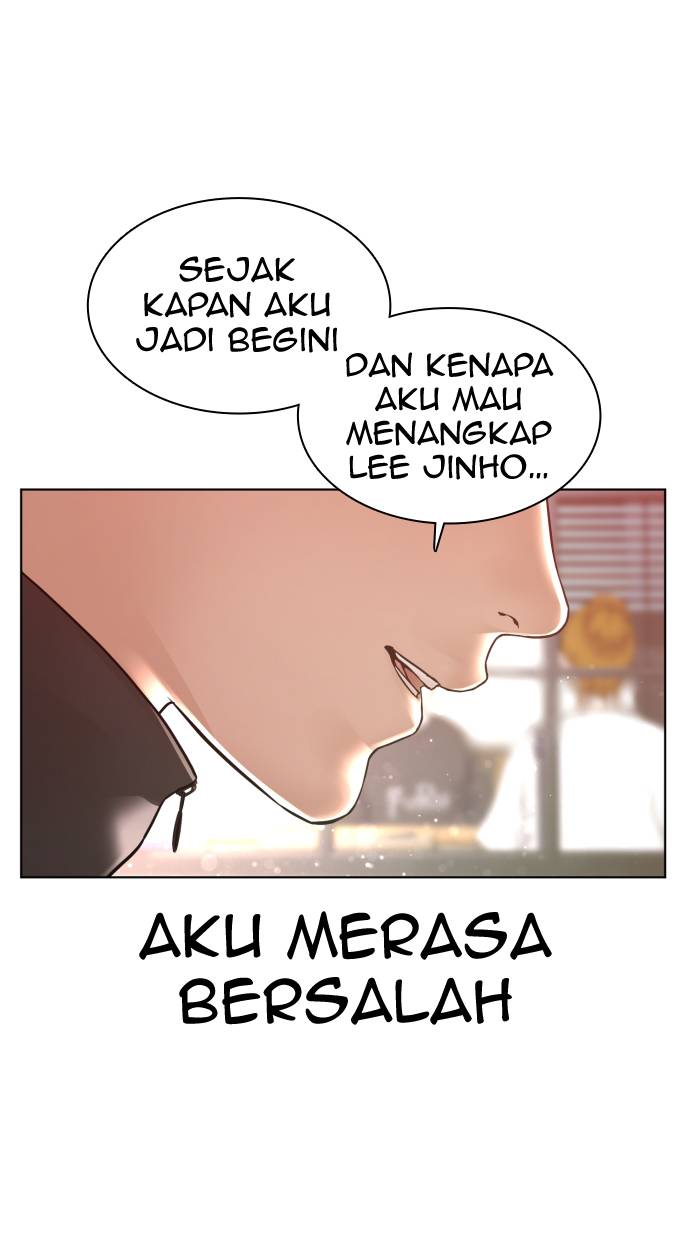 SEJAK
KAPAN AKU
JADI BEGINI
DAN KENAPA
AKU MAU
MENANGKAP
LEE JINHO...
AKU MERASA
BERSALAH